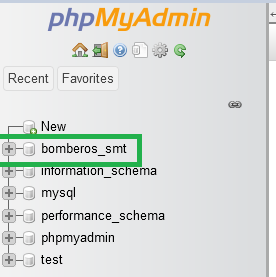 phpMyAdmin
Recent Favorites
New
bomberos_smt
information_schema
mysql
performance_schema
phpmyadmin
test